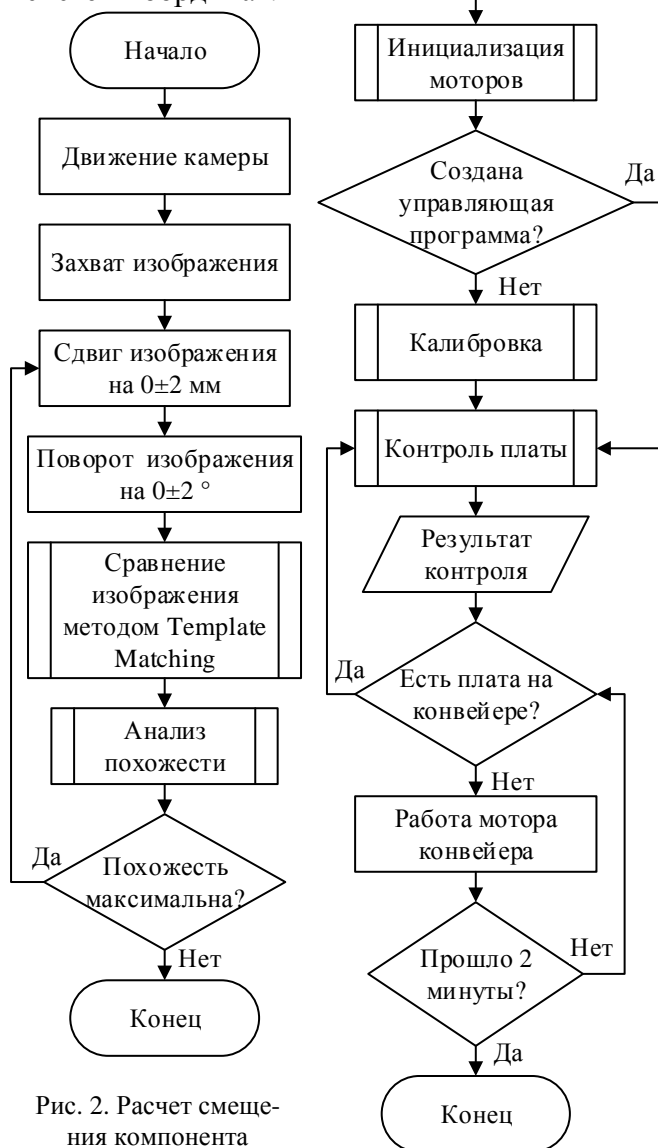 Начало
Движение камеры
Захват изображения
Сдвиг изображения
на 0±2 мм
Поворот изображения
на 0±2 °
Сравнение
изображения
методом Template
Matching
Анализ
похожести
Да
Похожесть
максимальна?
Нет
Конец
Рис. 2. Расчет смеще-
ния компонента
Инициализация
моторов
Создана
управляющая
программа?
Да
Нет
Калибровка
Контроль платы
Результат
контроля
Да
Есть плата на
конвейере?
Нет
Работа мотора
конвейера
Прошло 2
минуты?
Нет
Да
Конец